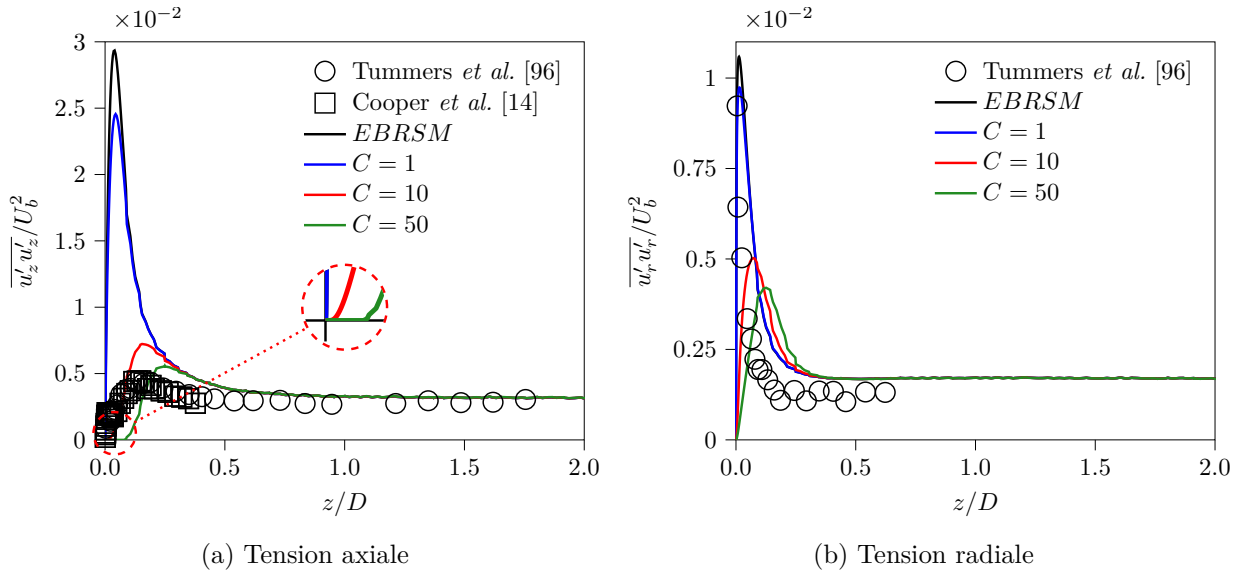 ×10⁻²
3
2.5
2
1.5
1
0.5
0
0.0
0.5
1.0
1.5
2.0
z/D
\overline{u'_z u'_z}/U_b^2
Tummers et al. [96]
Cooper et al. [14]
EBRSM
C = 1
C = 10
C = 50
(a) Tension axiale
×10⁻²
1
0.75
0.5
0.25
0
0.0
0.5
1.0
1.5
2.0
z/D
\overline{u'_r u'_r}/U_b^2
Tummers et al. [96]
EBRSM
C = 1
C = 10
C = 50
(b) Tension radiale